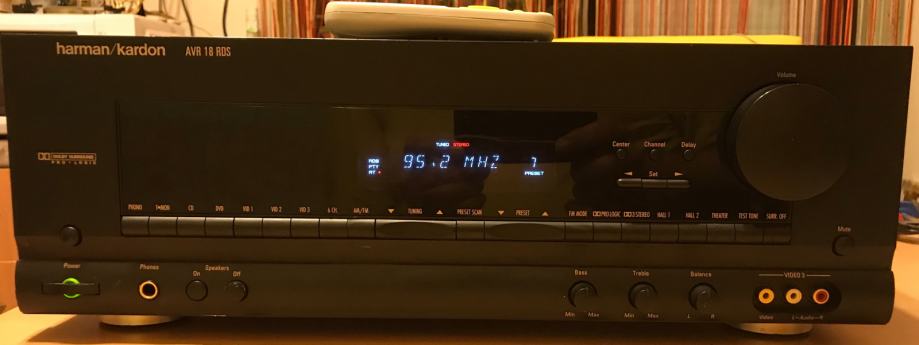 harman/kardon AVR 18 RDS
Volume
TUNED STEREO
RDS
PTY
RT
95.2 MHZ
7
PRESET
Center Channel Delay
Set
DOLBY SURROUND
PRO·LOGIC
PHONO T•MON CD DVD VID 1 VID 2 VID 3 6 CH. AM/FM TUNING PRESET SCAN PRESET FM MODE PRO LOGIC 3 STEREO HALL 1 HALL 2 THEATER TEST TONE SURR. OFF
Mute
Power
Phones
Speakers
On Off
Bass
Min Max
Treble
Min Max
Balance
L R
VIDEO 3
Video L-Audio-R